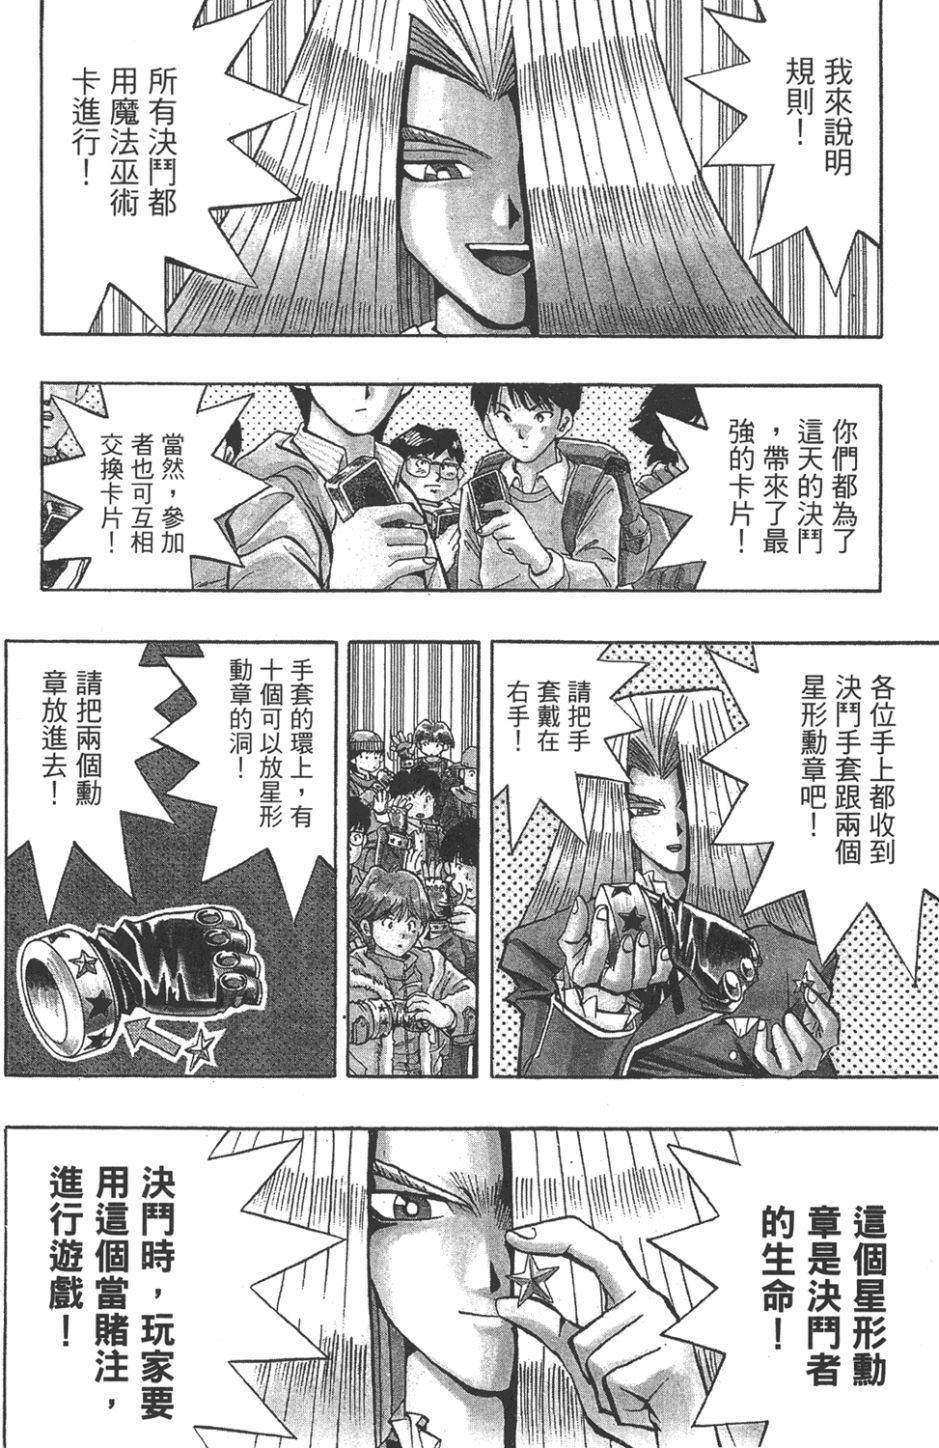 我來說明
規則！
所有決鬥都
用魔法巫術
卡進行！
你們都為了
這天的決鬥
，帶來了最
強的卡片！
當然，參加
者也可互相
交換卡片！
各位手上都收到
決鬥手套跟兩個
星形勳章吧！
請把手
套戴在
右手！
手套的環上，有
十個可以放星形
勳章的洞！
請把兩個勳
章放進去！
這個星形勳
章是決鬥者
的生命！
決鬥時，玩家要
用這個當賭注，
進行遊戲！